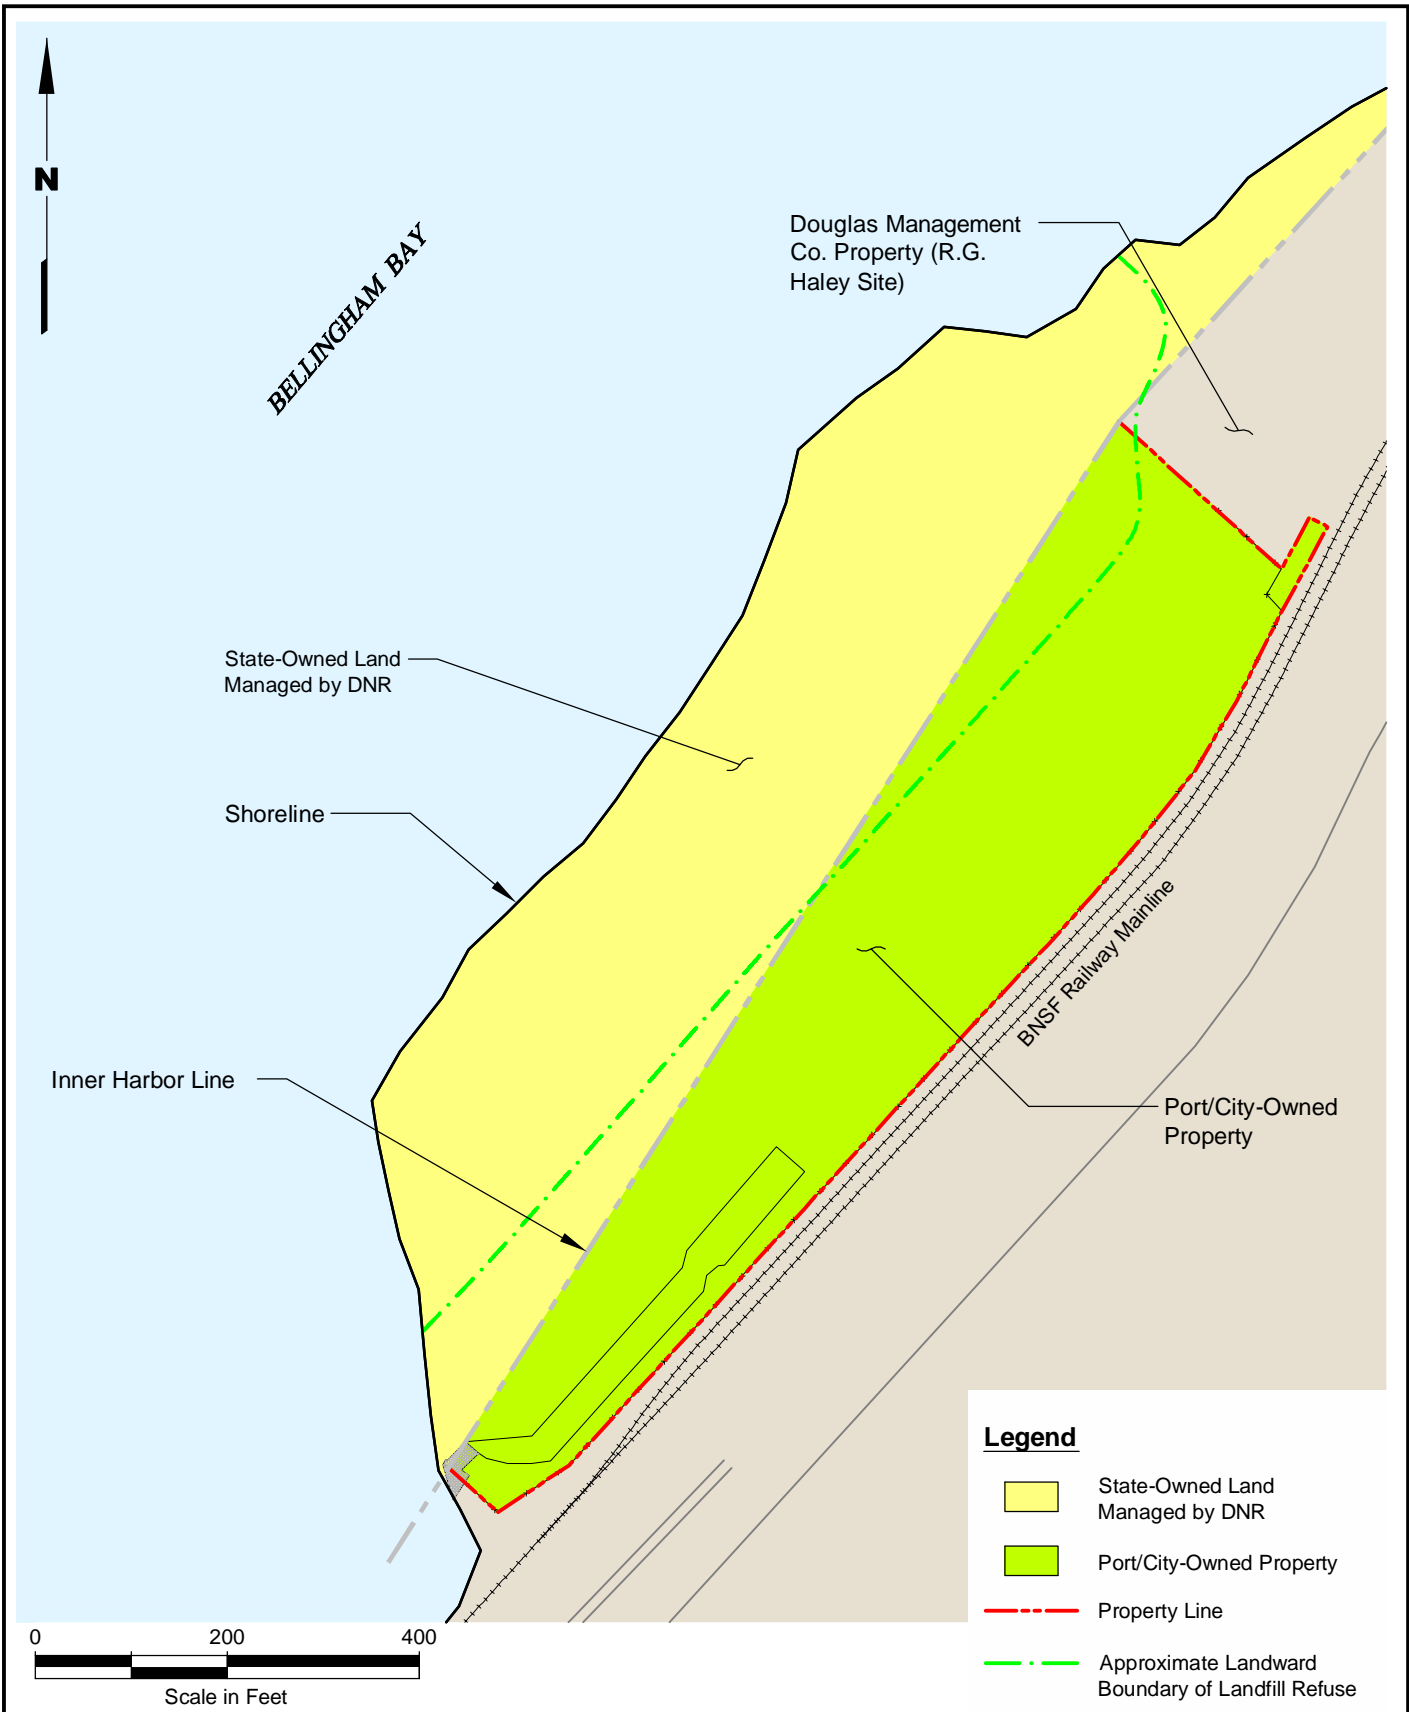 N
BELLINGHAM BAY
Douglas Management
Co. Property (R.G.
Haley Site)
State-Owned Land
Managed by DNR
Shoreline
BNSF Railway Mainline
Inner Harbor Line
Port/City-Owned
Property
Legend
State-Owned Land
Managed by DNR
Port/City-Owned Property
Property Line
Approximate Landward
Boundary of Landfill Refuse
0 200 400
Scale in Feet